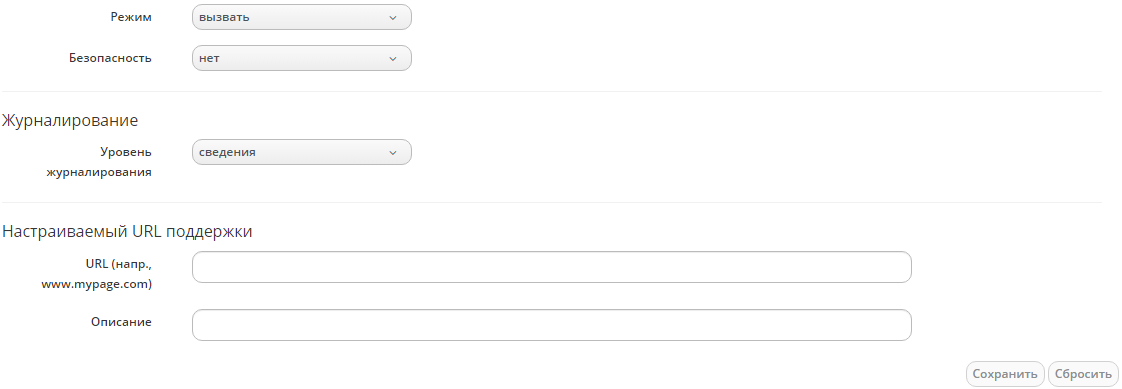 Режим вызвать
Безопасность нет
Журналирование
Уровень
журналирования
сведения
Настраиваемый URL поддержки
URL (напр.,
www.mypage.com)
Описание
Сохранить Сбросить